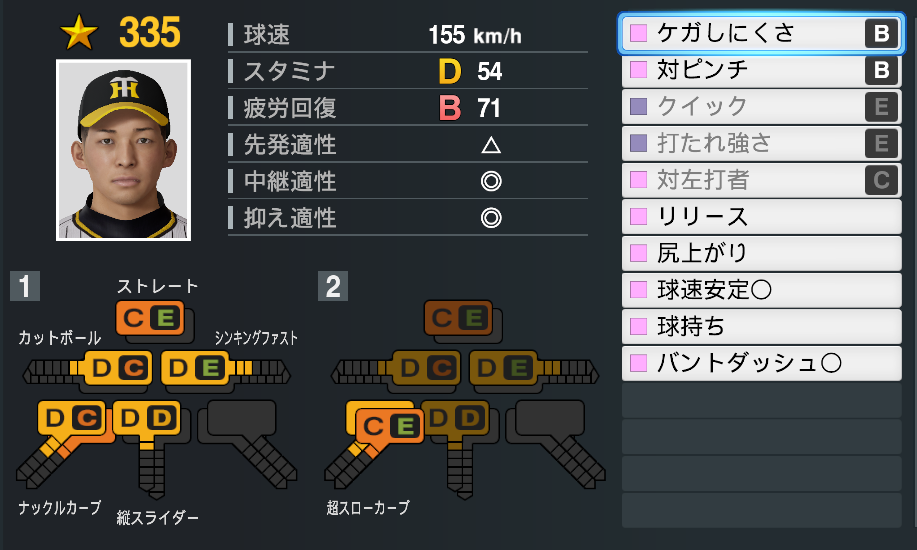 335
球速 155 km/h
スタミナ D 54
疲労回復 B 71
先発適性 △
中継適性 ◎
抑え適性 ◎
ケガしにくさ B
対ピンチ B
クイック E
打たれ強さ E
対左打者 C
リリース
尻上がり
球速安定○
球持ち
バントダッシュ○
1
ストレート
C E
カットボール
シンキングファスト
D C
D E
D C
D D
ナックルカーブ
縦スライダー
2
C E
D C
D E
C E
D D
超スローカーブ